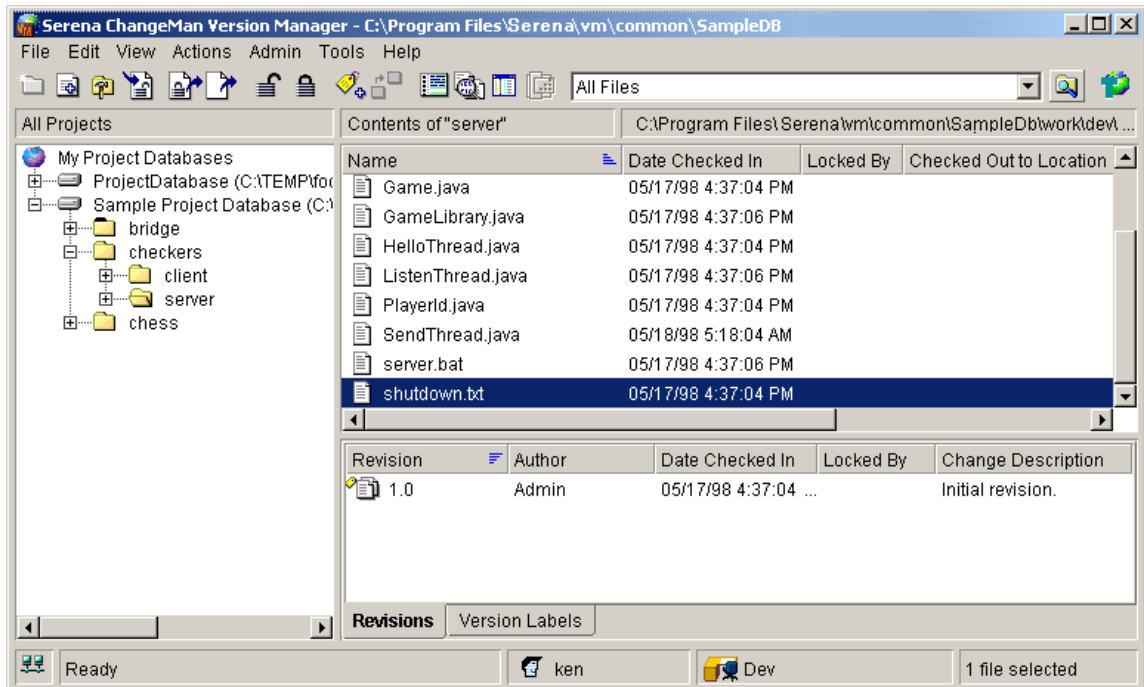 Serena ChangeMan Version Manager - C:\Program Files\Serena\vm\common\SampleDB
File Edit View Actions Admin Tools Help
All Files
All Projects
Contents of "server"
C:\Program Files\Serena\vm\common\SampleDb\work\dev\ ...
My Project Databases
ProjectDatabase (C:\TEMP\foo
Sample Project Database (C:\
bridge
checkers
client
server
chess
Name Date Checked In Locked By Checked Out to Location
Game.java 05/17/98 4:37:04 PM
GameLibrary.java 05/17/98 4:37:06 PM
HelloThread.java 05/17/98 4:37:04 PM
ListenThread.java 05/17/98 4:37:06 PM
PlayerId.java 05/17/98 4:37:04 PM
SendThread.java 05/18/98 5:18:04 AM
server.bat 05/17/98 4:37:06 PM
shutdown.txt 05/17/98 4:37:04 PM
Revision Author Date Checked In Locked By Change Description
1.0 Admin 05/17/98 4:37:04 ... Initial revision.
Revisions Version Labels
Ready ken Dev 1 file selected